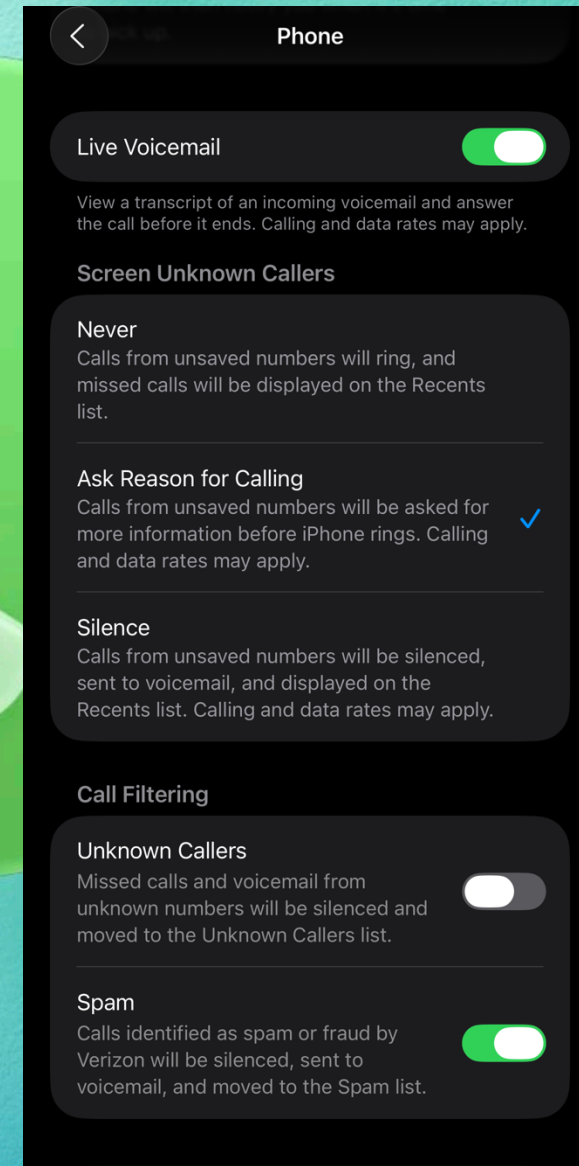 Phone
Live Voicemail
View a transcript of an incoming voicemail and answer
the call before it ends. Calling and data rates may apply.
Screen Unknown Callers
Never
Calls from unsaved numbers will ring, and
missed calls will be displayed on the Recents
list.
Ask Reason for Calling
Calls from unsaved numbers will be asked for
more information before iPhone rings. Calling
and data rates may apply.
Silence
Calls from unsaved numbers will be silenced,
sent to voicemail, and displayed on the
Recents list. Calling and data rates may apply.
Call Filtering
Unknown Callers
Missed calls and voicemail from
unknown numbers will be silenced and
moved to the Unknown Callers list.
Spam
Calls identified as spam or fraud by
Verizon will be silenced, sent to
voicemail, and moved to the Spam list.